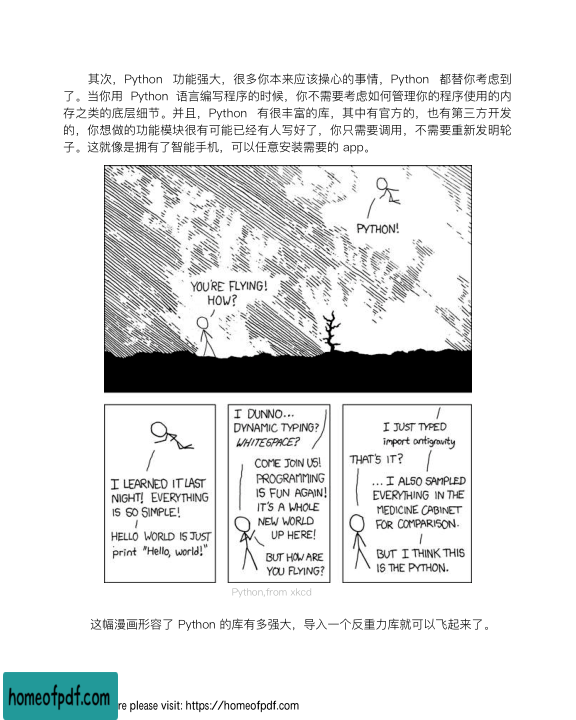 其次，Python 功能强大，很多你本来应该操心的事情，Python 都替你考虑到
了。当你用 Python 语言编写程序的时候，你不需要考虑如何管理你的程序使用的内
存之类的底层细节。并且，Python 有很丰富的库，其中有官方的，也有第三方开发
的，你想做的功能模块很有可能已经有人写好了，你只需要调用，不需要重新发明轮
子。这就像是拥有了智能手机，可以任意安装需要的 app。
PYTHON!
YOU'RE FLYING!
HOW?
I LEARNED IT LAST
NIGHT! EVERYTHING
IS SO SIMPLE!
HELLO WORLD IS JUST
print "Hello, world!"
I DUNNO...
DYNAMIC TYPING?
WHITESPACE?
COME JOIN US!
PROGRAMMING
IS FUN AGAIN!
IT'S A WHOLE
NEW WORLD
UP HERE!
BUT HOW ARE
YOU FLYING?
I JUST TYPED
import antigravity
THAT'S IT?
... I ALSO SAMPLED
EVERYTHING IN THE
MEDICINE CABINET
FOR COMPARISON.
BUT I THINK THIS
IS THE PYTHON.
Python,from xkcd
这幅漫画形容了 Python 的库有多强大，导入一个反重力库就可以飞起来了。
homeofpdf.com
re please visit: https://homeofpdf.com